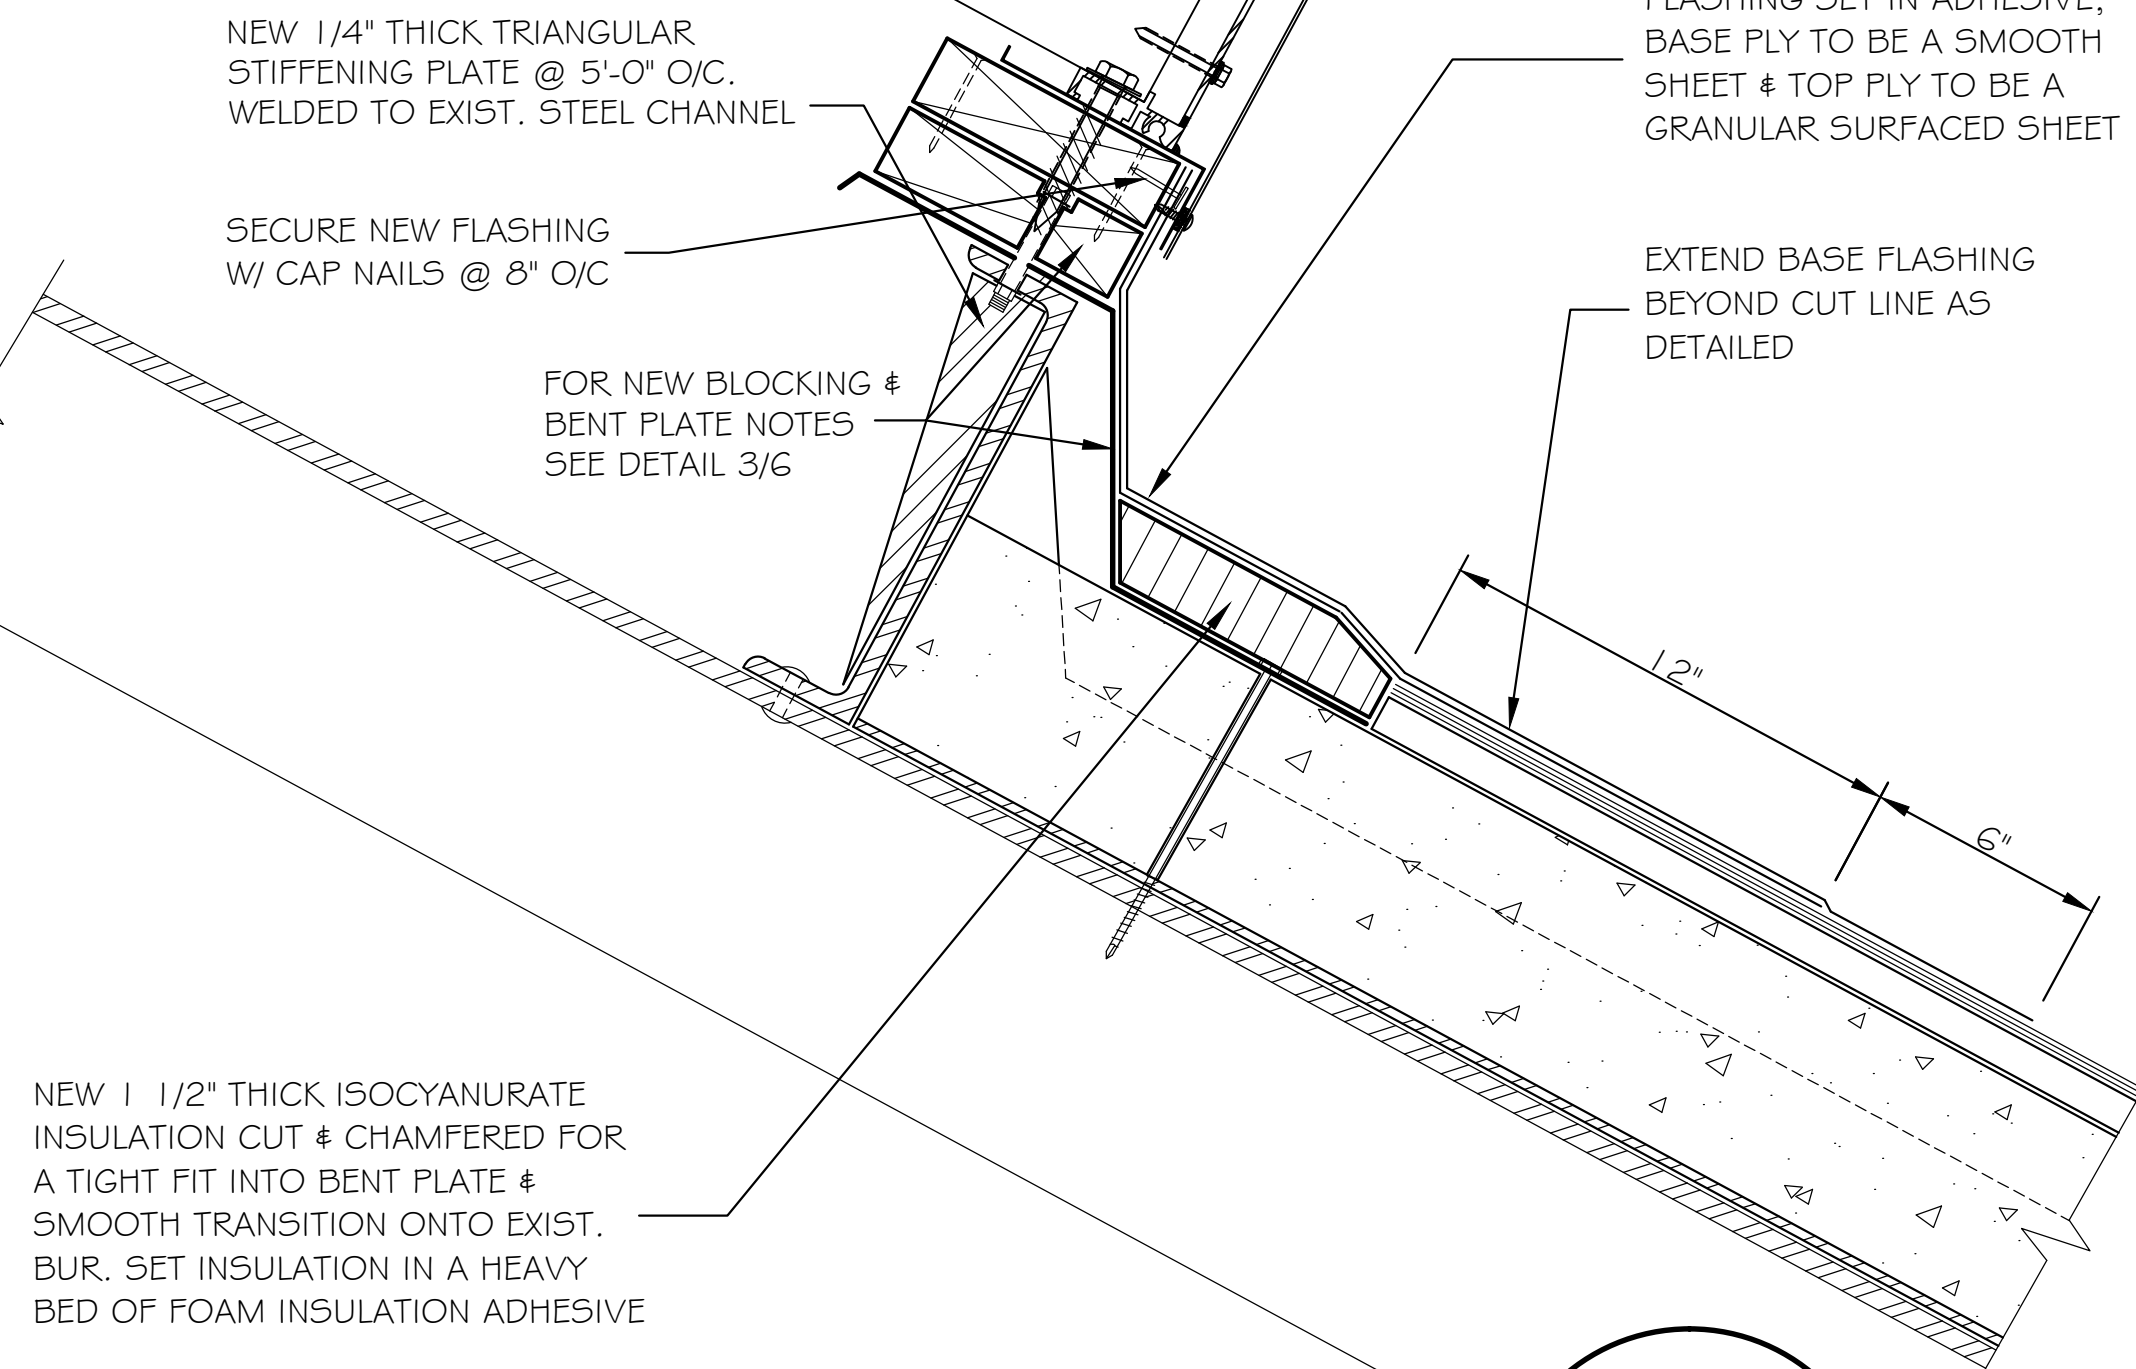 NEW 1/4" THICK TRIANGULAR
STIFFENING PLATE @ 5'-0" O/C.
WELDED TO EXIST. STEEL CHANNEL
SECURE NEW FLASHING
W/ CAP NAILS @ 8" O/C
FOR NEW BLOCKING &
BENT PLATE NOTES
SEE DETAIL 3/6
FLASHING SET IN ADHESIVE,
BASE PLY TO BE A SMOOTH
SHEET & TOP PLY TO BE A
GRANULAR SURFACED SHEET
EXTEND BASE FLASHING
BEYOND CUT LINE AS
DETAILED
12"
6"
NEW 1 1/2" THICK ISOCYANURATE
INSULATION CUT & CHAMFERED FOR
A TIGHT FIT INTO BENT PLATE &
SMOOTH TRANSITION ONTO EXIST.
BUR. SET INSULATION IN A HEAVY
BED OF FOAM INSULATION ADHESIVE